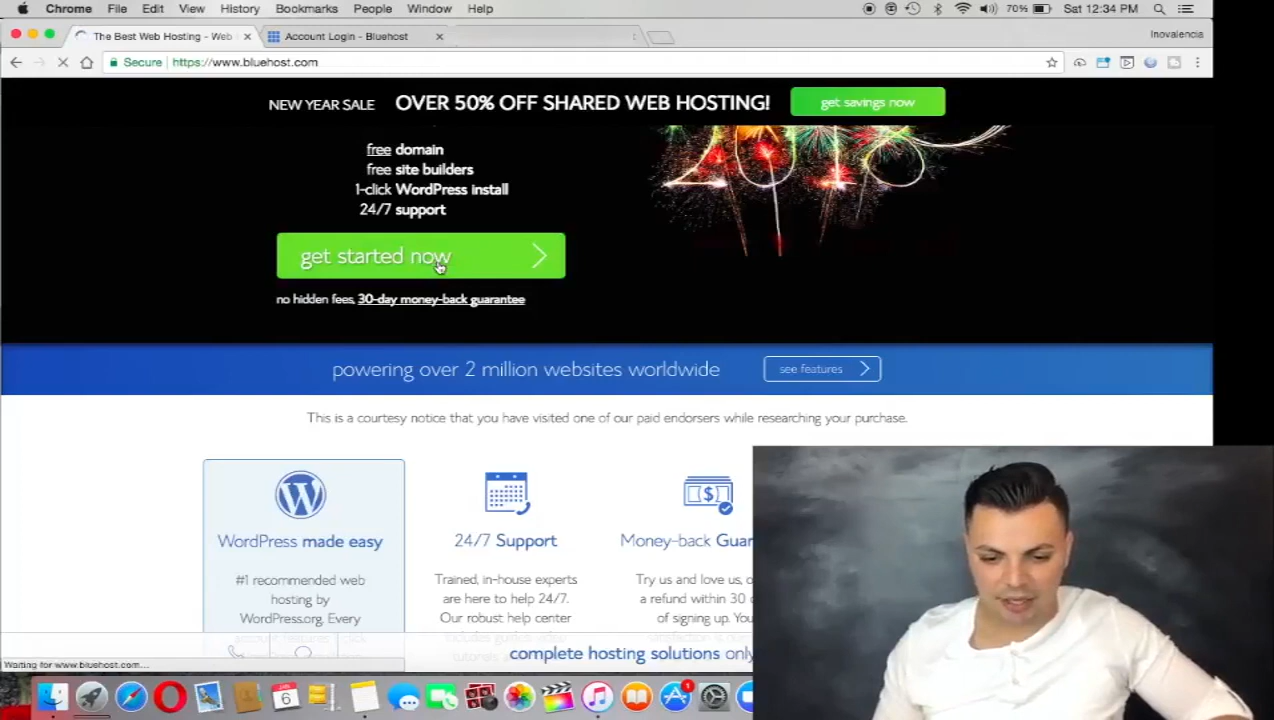 Chrome File Edit View History Bookmarks People Window Help 70% Sat 12:34 PM
The Best Web Hosting - Web Account Login - Bluehost Inovalencia
Secure https://www.bluehost.com
NEW YEAR SALE OVER 50% OFF SHARED WEB HOSTING! get savings now
free domain
free site builders
1-click WordPress install
24/7 support
2018
get started now
no hidden fees, 30-day money-back guarantee
powering over 2 million websites worldwide see features
This is a courtesy notice that you have visited one of our paid endorsers while researching your purchase.
WordPress made easy
#1 recommended web
hosting by
WordPress.org. Every
24/7 Support
Trained, in-house experts
are here to help 24/7.
Our robust help center
Money-back Guar
Try us and love us, o
a refund within 30 d
of signing up. You
complete hosting solutions only
Waiting for www.bluehost.com...
6
1